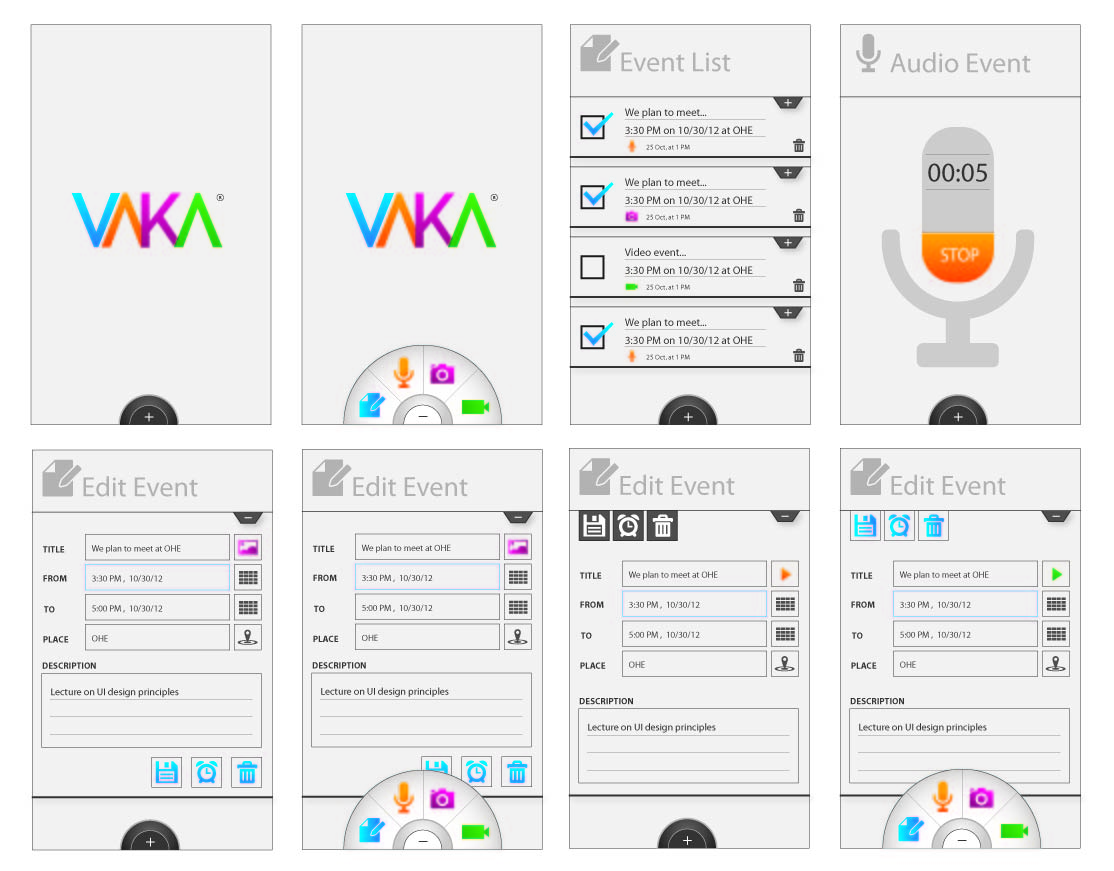 VAKA®
+
VAKA®
−
Event List
+
We plan to meet...
3:30 PM on 10/30/12 at OHE
25 Oct, at 1 PM
+
We plan to meet...
3:30 PM on 10/30/12 at OHE
25 Oct, at 1 PM
+
Video event...
3:30 PM on 10/30/12 at OHE
25 Oct, at 1 PM
+
We plan to meet...
3:30 PM on 10/30/12 at OHE
25 Oct, at 1 PM
+
Audio Event
00:05
STOP
+
Edit Event
−
TITLE We plan to meet at OHE
FROM 3:30 PM , 10/30/12
TO 5:00 PM , 10/30/12
PLACE OHE
DESCRIPTION
Lecture on UI design principles
+
Edit Event
−
TITLE We plan to meet at OHE
FROM 3:30 PM , 10/30/12
TO 5:00 PM , 10/30/12
PLACE OHE
DESCRIPTION
Lecture on UI design principles
−
Edit Event
−
TITLE We plan to meet at OHE
FROM 3:30 PM , 10/30/12
TO 5:00 PM , 10/30/12
PLACE OHE
DESCRIPTION
Lecture on UI design principles
+
Edit Event
−
TITLE We plan to meet at OHE
FROM 3:30 PM , 10/30/12
TO 5:00 PM , 10/30/12
PLACE OHE
DESCRIPTION
Lecture on UI design principles
−